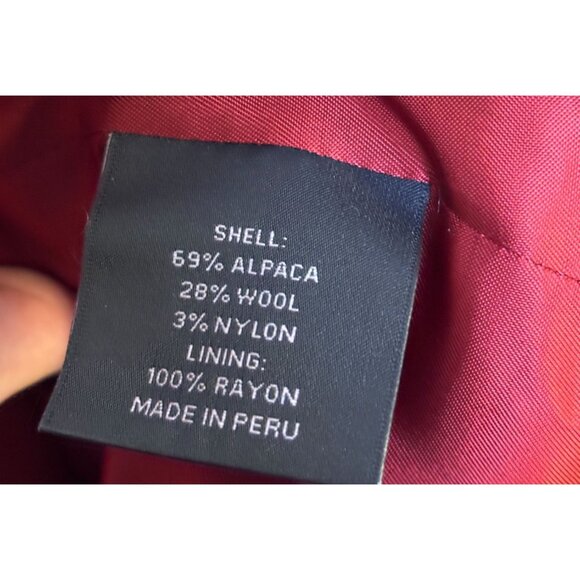 SHELL:
69% ALPACA
28% WOOL
3% NYLON
LINING:
100% RAYON
MADE IN PERU